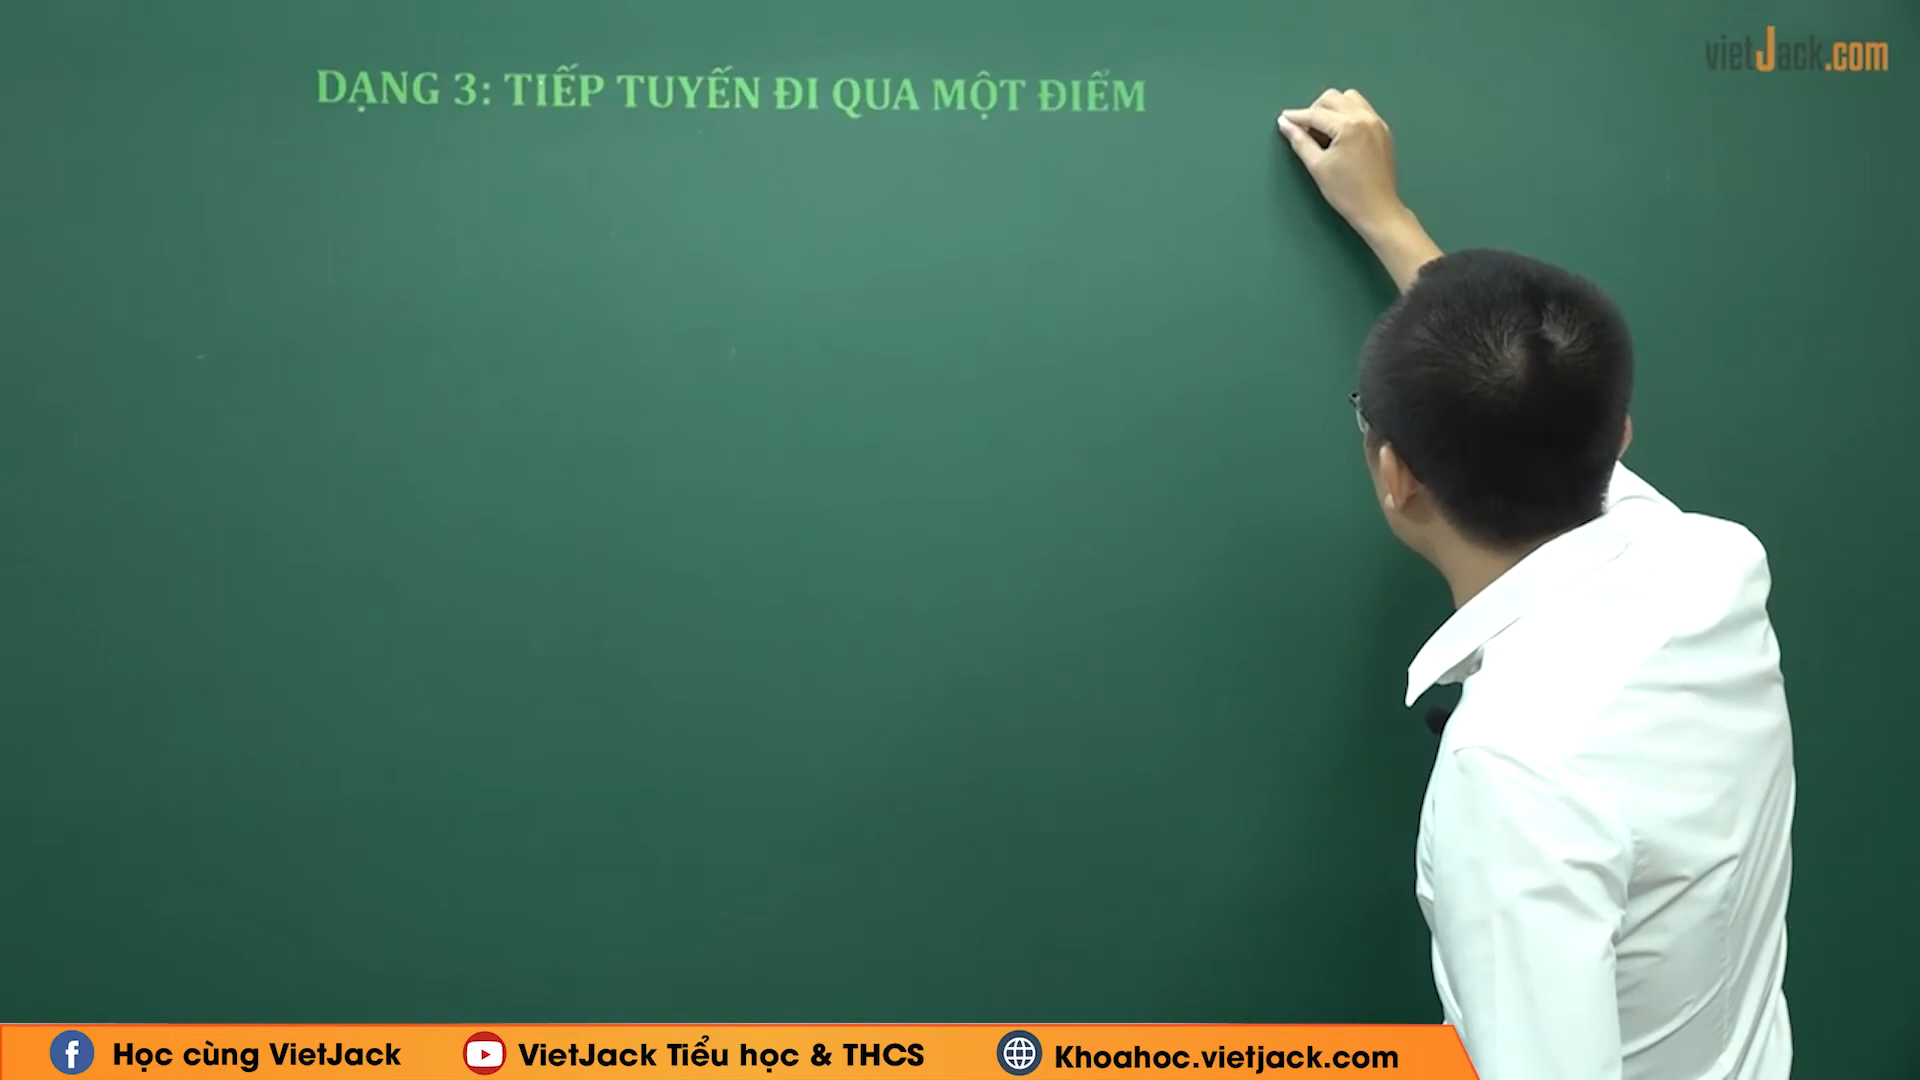 vietJack.com
DẠNG 3: TIẾP TUYẾN ĐI QUA MỘT ĐIỂM
Học cùng VietJack
VietJack Tiểu học & THCS
Khoahoc.vietjack.com